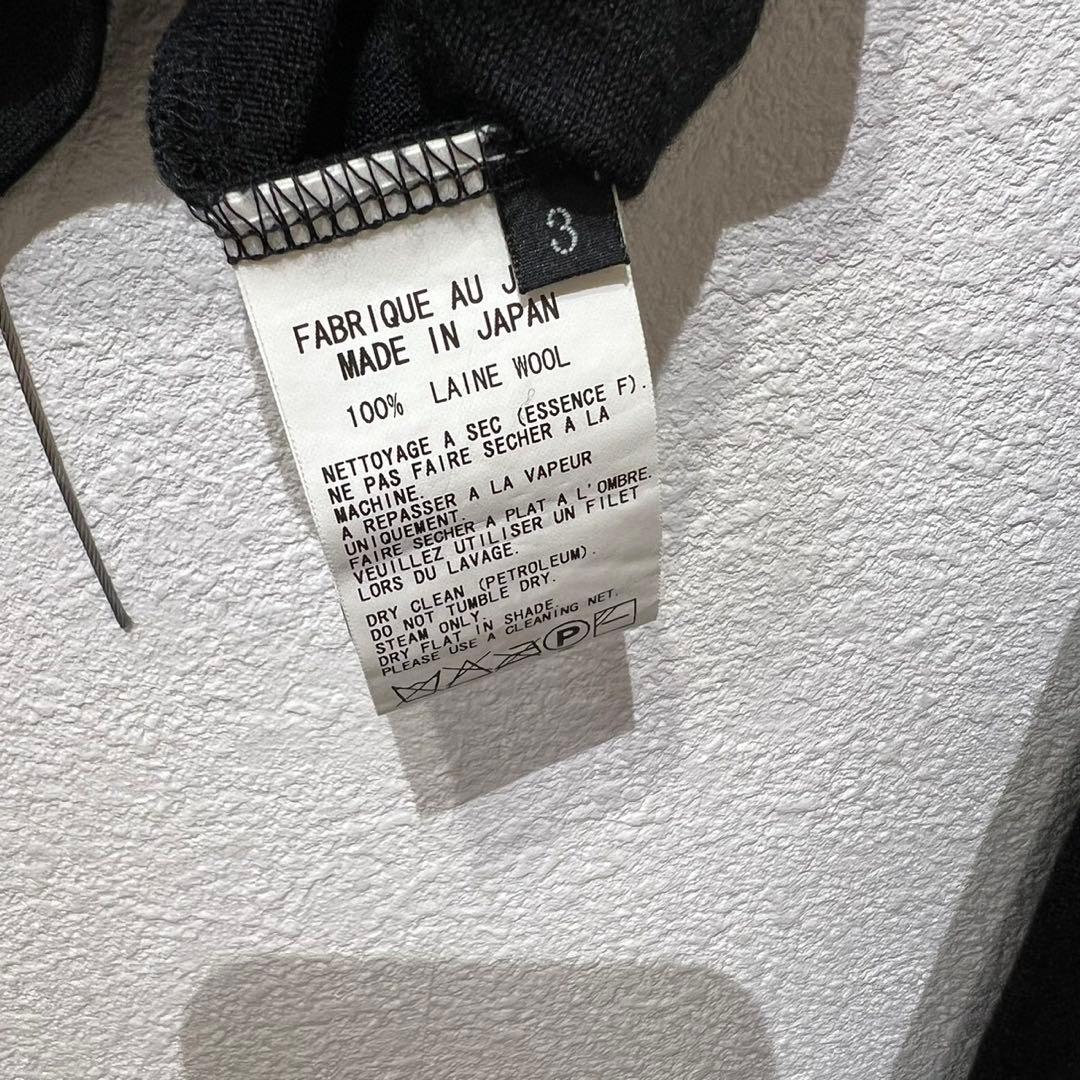 3
FABRIQUE AU
MADE IN JAPAN
100% LAINE WOOL
NETTOYAGE A SEC (ESSENCE F).
NE PAS FAIRE SECHER A LA
MACHINE.
A REPASSER A LA VAPEUR
UNIQUEMENT.
FAIRE SECHER A PLAT A L'OMBRE.
VEUILLEZ UTILISER UN FILET
LORS DU LAVAGE.
DRY CLEAN (PETROLEUM).
DO NOT TUMBLE DRY.
STEAM ONLY.
DRY FLAT IN SHADE.
PLEASE USE A CLEANING NET.
P